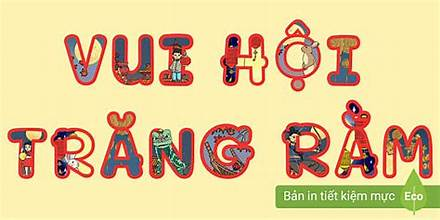 VUI HỘI
TRĂNG RẰM
Bản in tiết kiệm mực
Eco